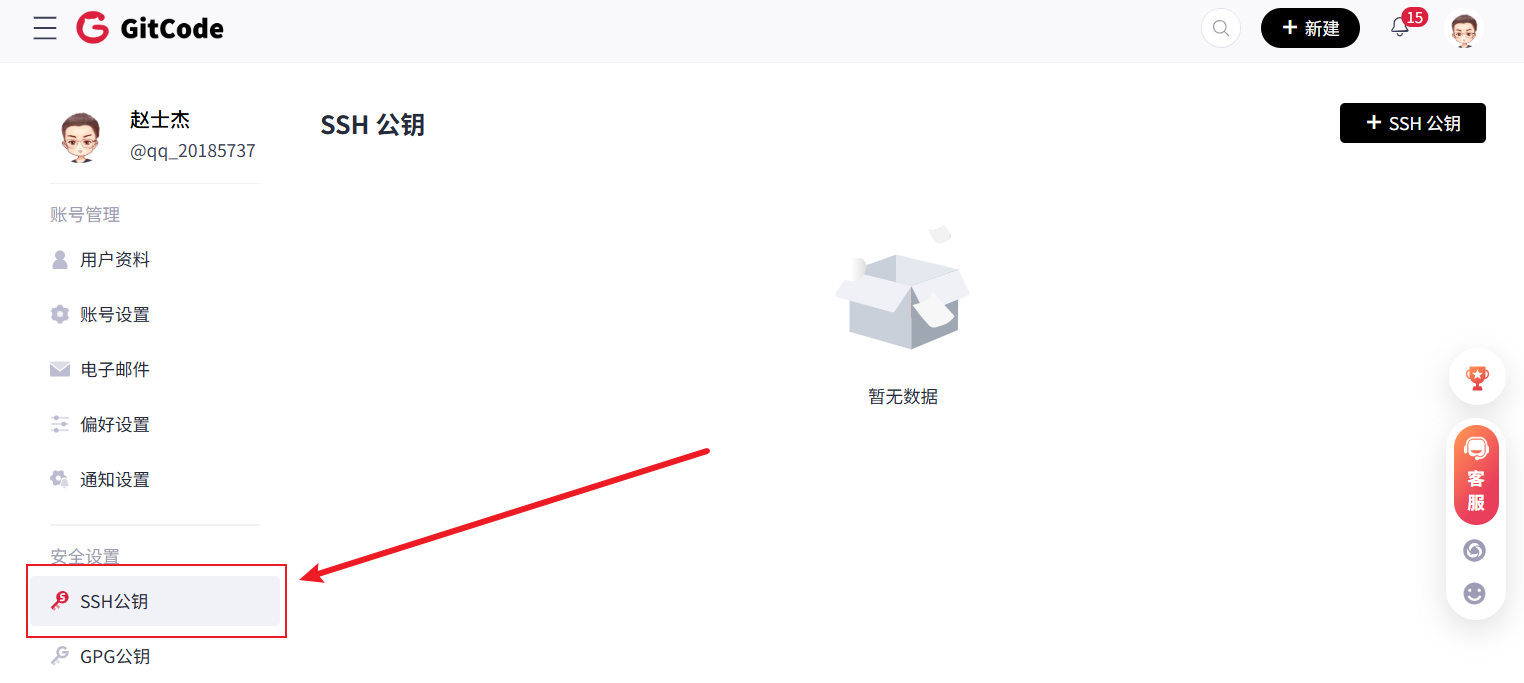 GitCode
新建
15
赵士杰
@qq_20185737
SSH 公钥
SSH 公钥
账号管理
用户资料
账号设置
电子邮件
偏好设置
通知设置
暂无数据
客服
安全设置
SSH公钥
GPG公钥